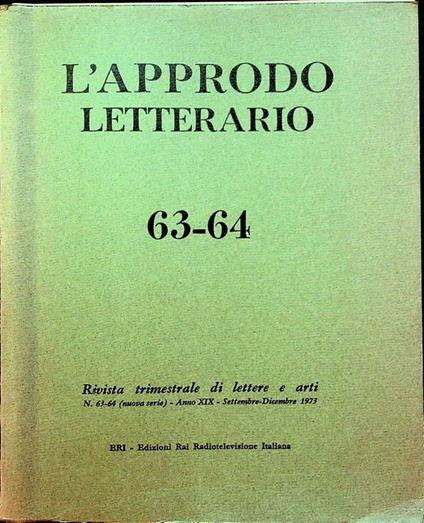 L'APPRODO
LETTERARIO
63-64
Rivista trimestrale di lettere e arti
N. 63-64 (nuova serie) - Anno XIX - Settembre-Dicembre 1973
ERI - Edizioni Rai Radiotelevisione Italiana